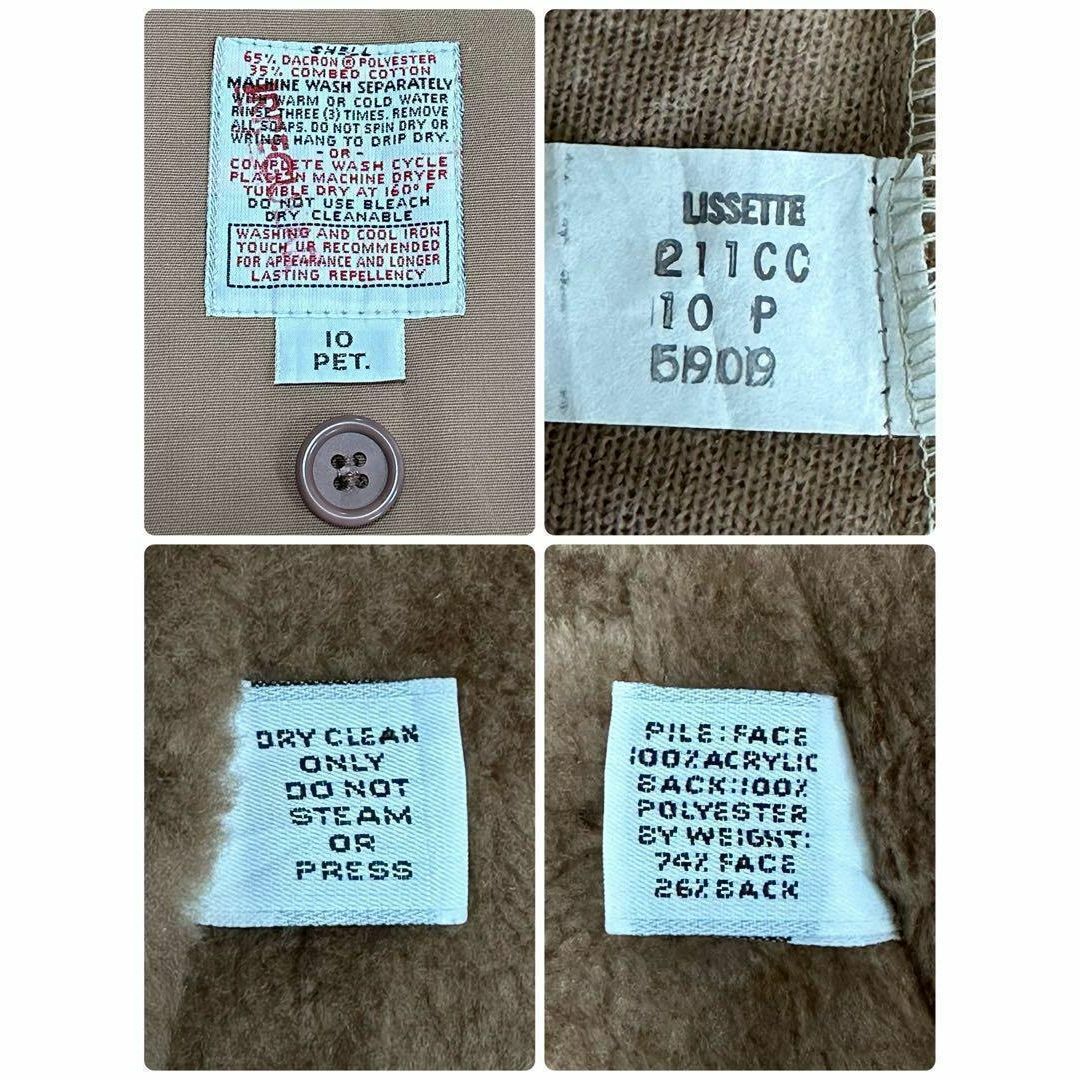 SHELL
65% DACRON® POLYESTER
35% COMBED COTTON
MACHINE WASH SEPARATELY
WITH WARM OR COLD WATER
RINSE THREE (3) TIMES. REMOVE
ALL SOAPS. DO NOT SPIN DRY OR
WRING. HANG TO DRIP DRY.
- OR -
COMPLETE WASH CYCLE
PLACE IN MACHINE DRYER
TUMBLE DRY AT 160° F
DO NOT USE BLEACH
DRY CLEANABLE
WASHING AND COOL IRON
TOUCH UP RECOMMENDED
FOR APPEARANCE AND LONGER
LASTING REPELLENCY
10
PET.
LISSETTE
211CC
10 P
5909
DRY CLEAN
ONLY
DO NOT
STEAM
OR
PRESS
PILE: FACE
100% ACRYLIC
BACK: 100%
POLYESTER
BY WEIGHT:
74% FACE
26% BACK